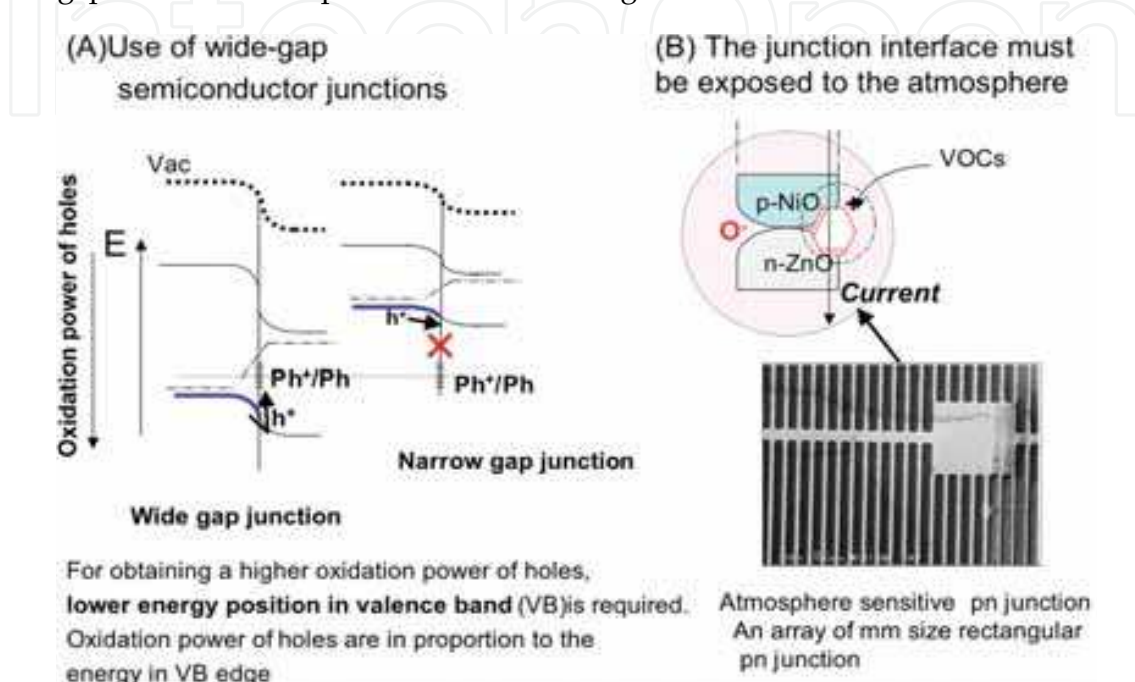 (A)Use of wide-gap
semiconductor junctions
(B) The junction interface must
be exposed to the atmosphere
Vac
E
Oxidation power of holes
h+
Ph+/Ph
Ph+/Ph
h+
Narrow gap junction
Wide gap junction
VOCs
p-NiO
O-
n-ZnO
Current
For obtaining a higher oxidation power of holes,
lower energy position in valence band (VB)is required.
Oxidation power of holes are in proportion to the
energy in VB edge
Atmosphere sensitive pn junction
An array of mm size rectangular
pn junction